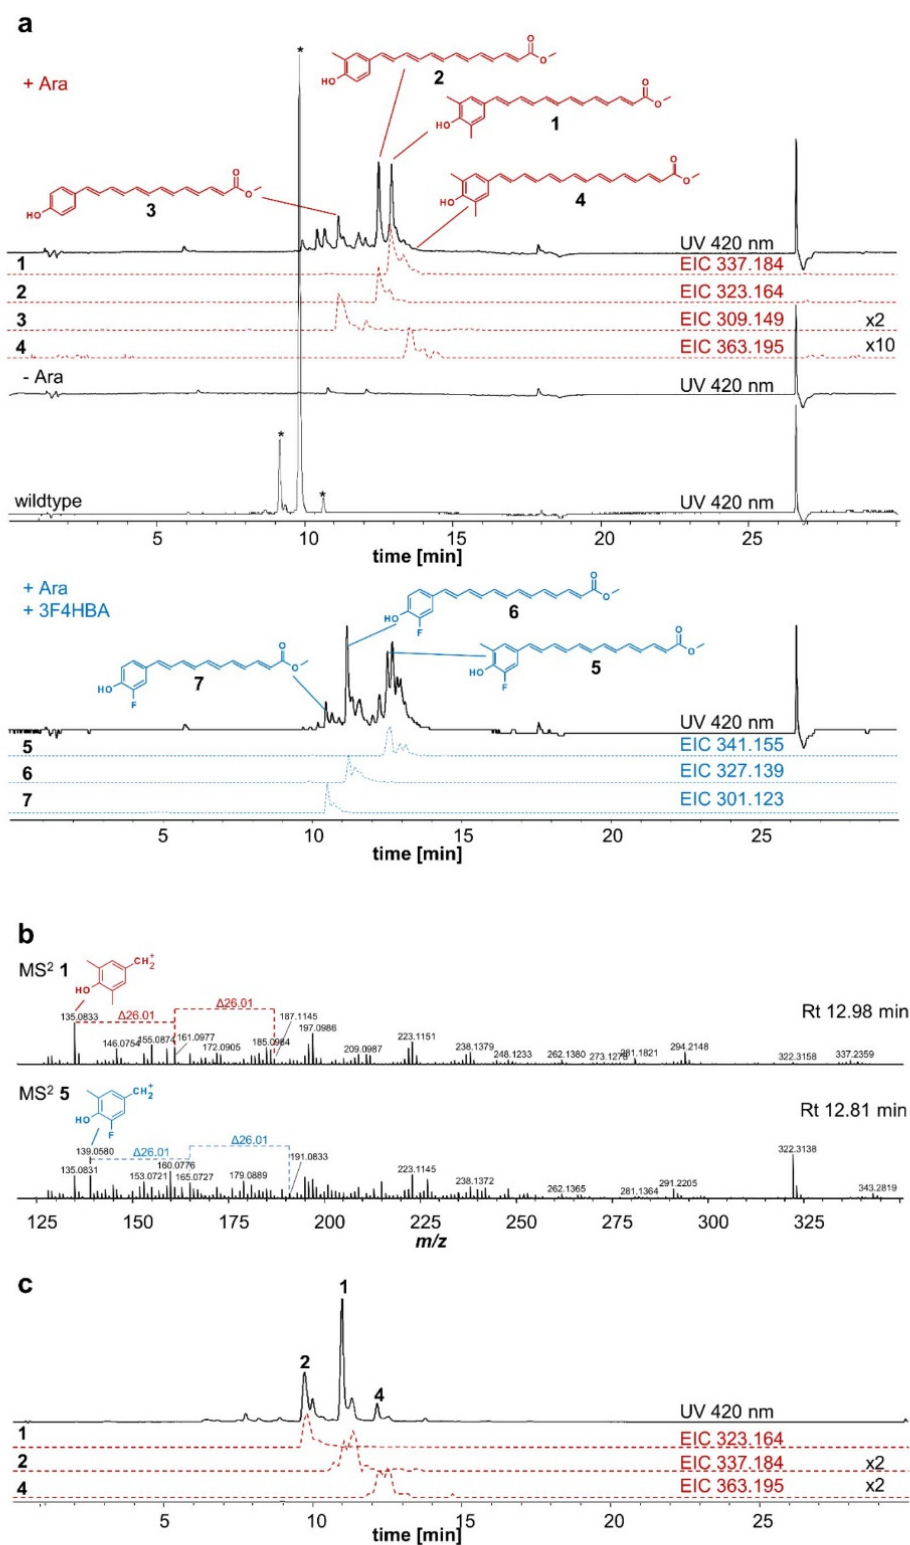 a
*
+ Ara
2
HO
O
O
1
HO
O
O
3
HO
O
O
4
HO
O
O
UV 420 nm
1
EIC 337.184
2
EIC 323.164
3
EIC 309.149
x2
4
EIC 363.195
x10
- Ara
UV 420 nm
*
*
wildtype
UV 420 nm
5 10 15 20 25
time [min]
+ Ara
+ 3F4HBA
6
HO
F
O
O
7
HO
F
O
O
5
HO
F
O
O
UV 420 nm
5
EIC 341.155
6
EIC 327.139
7
EIC 301.123
5 10 15 20 25
time [min]
b
MS2 1
HO
CH2+
Rt 12.98 min
Δ26.01
Δ26.01
135.0833
146.0754
155.0874
161.0977
172.0905
185.0984
187.1145
197.0986
209.0987
223.1151
238.1379
248.1233
262.1380
281.1821
294.2148
322.3158
337.2359
MS2 5
HO
F
CH2+
Rt 12.81 min
Δ26.01
Δ26.01
139.0580
135.0831
153.0721
160.0776
165.0727
179.0889
191.0833
223.1145
238.1372
262.1365
281.1364
291.2205
322.3138
343.2819
125 150 175 200 225 250 275 300 325
m/z
c
1
2
4
UV 420 nm
1
EIC 323.164
2
EIC 337.184
x2
4
EIC 363.195
x2
5 10 15 20 25
time [min]